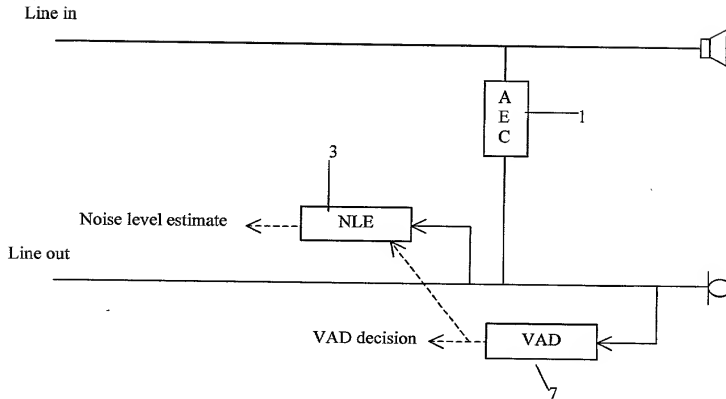 Line in
A
E
C
1
3
Noise level estimate
NLE
Line out
VAD decision
VAD
7